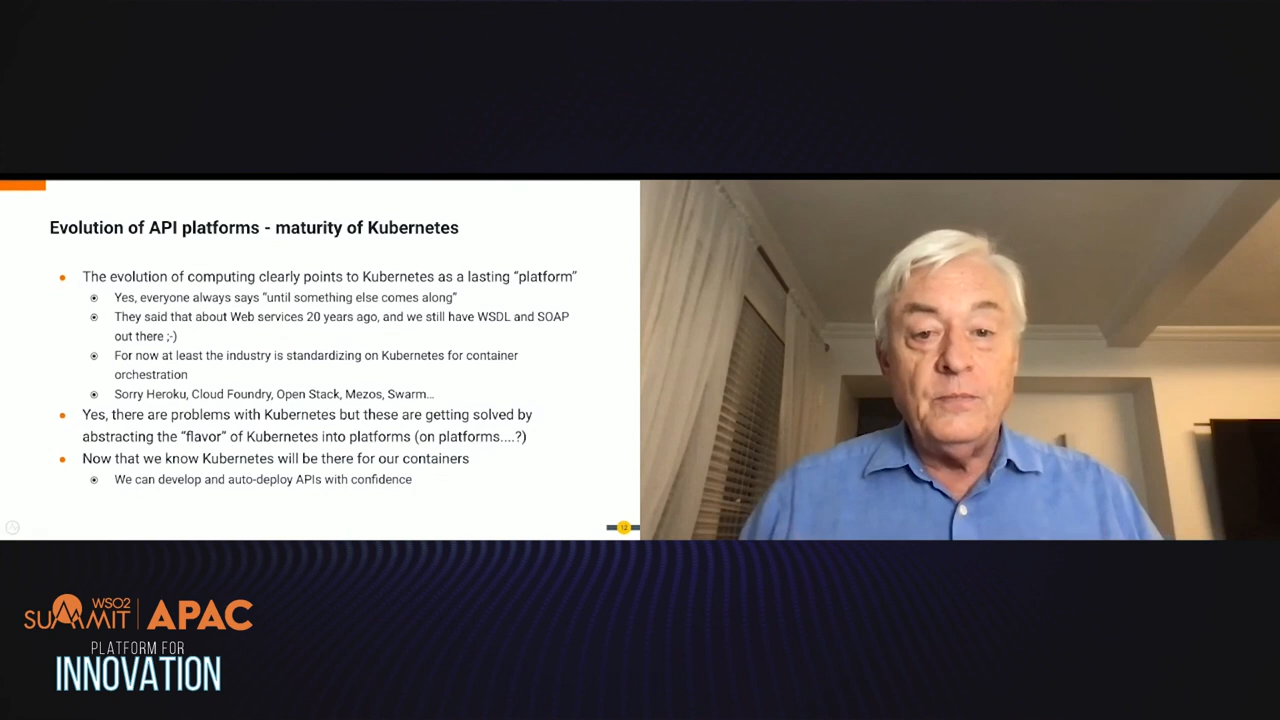 Evolution of API platforms - maturity of Kubernetes
The evolution of computing clearly points to Kubernetes as a lasting “platform”
Yes, everyone always says “until something else comes along”
They said that about Web services 20 years ago, and we still have WSDL and SOAP
out there ;-)
For now at least the industry is standardizing on Kubernetes for container
orchestration
Sorry Heroku, Cloud Foundry, Open Stack, Mezos, Swarm…
Yes, there are problems with Kubernetes but these are getting solved by
abstracting the “flavor” of Kubernetes into platforms (on platforms....?)
Now that we know Kubernetes will be there for our containers
We can develop and auto-deploy APIs with confidence
12
WSO2
SUMMIT APAC
PLATFORM FOR
INNOVATION